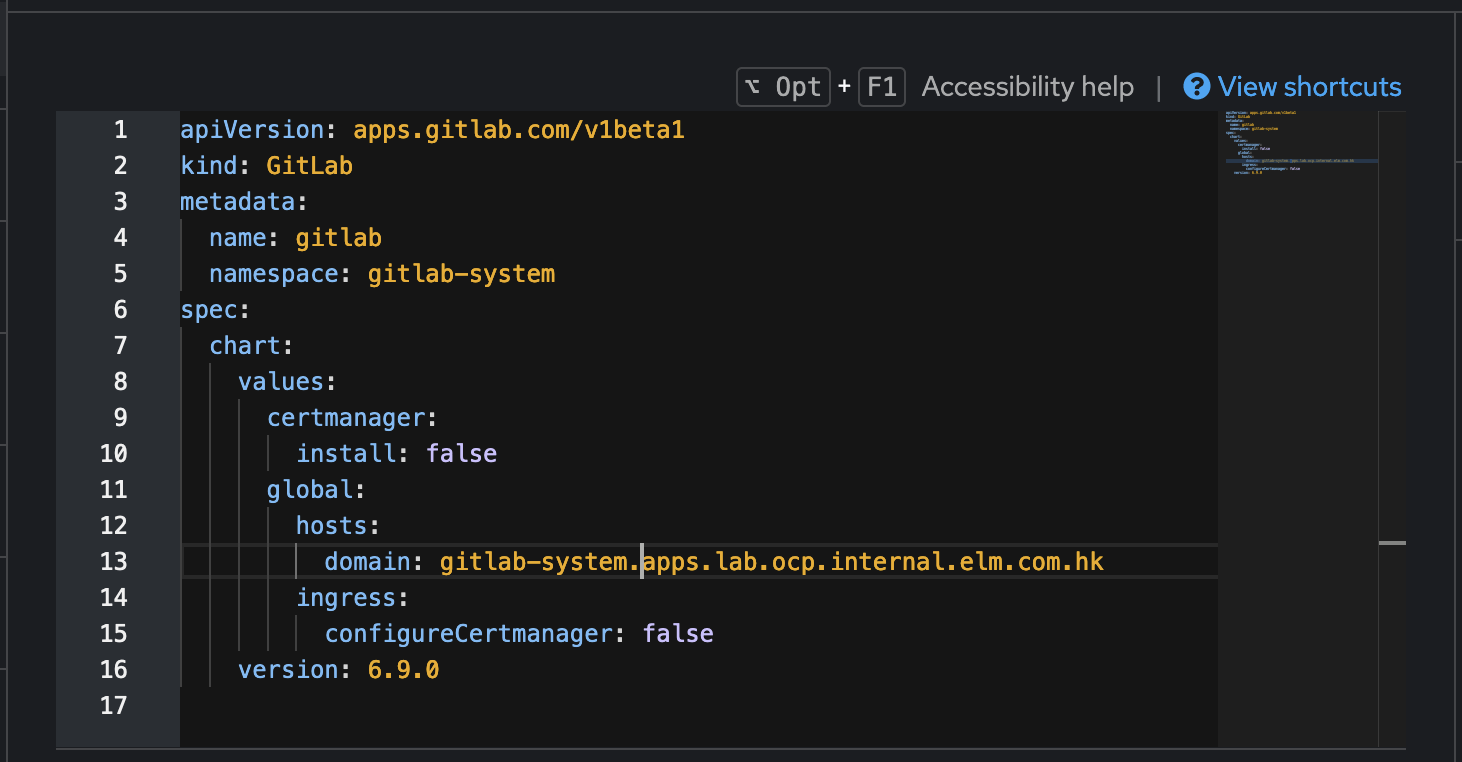 ⌥ Opt + F1 Accessibility help | View shortcuts
1 apiVersion: apps.gitlab.com/v1beta1
2 kind: GitLab
3 metadata:
4   name: gitlab
5   namespace: gitlab-system
6 spec:
7   chart:
8     values:
9       certmanager:
10         install: false
11       global:
12         hosts:
13           domain: gitlab-system.apps.lab.ocp.internal.elm.com.hk
14         ingress:
15           configureCertmanager: false
16     version: 6.9.0
17